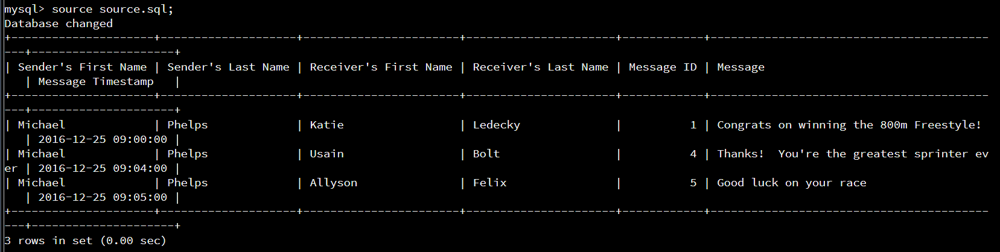 mysql> source source.sql;
Database changed
+---------------------+--------------------+-----------------------+----------------------+------------+-----------------------------------------
---+---------------------+
| Sender's First Name | Sender's Last Name | Receiver's First Name | Receiver's Last Name | Message ID | Message
   | Message Timestamp   |
+---------------------+--------------------+-----------------------+----------------------+------------+-----------------------------------------
---+---------------------+
| Michael             | Phelps             | Katie                 | Ledecky              |          1 | Congrats on winning the 800m Freestyle!
   | 2016-12-25 09:00:00 |
| Michael             | Phelps             | Usain                 | Bolt                 |          4 | Thanks!  You're the greatest sprinter ev
er | 2016-12-25 09:04:00 |
| Michael             | Phelps             | Allyson               | Felix                |          5 | Good luck on your race
   | 2016-12-25 09:05:00 |
+---------------------+--------------------+-----------------------+----------------------+------------+-----------------------------------------
---+---------------------+
3 rows in set (0.00 sec)